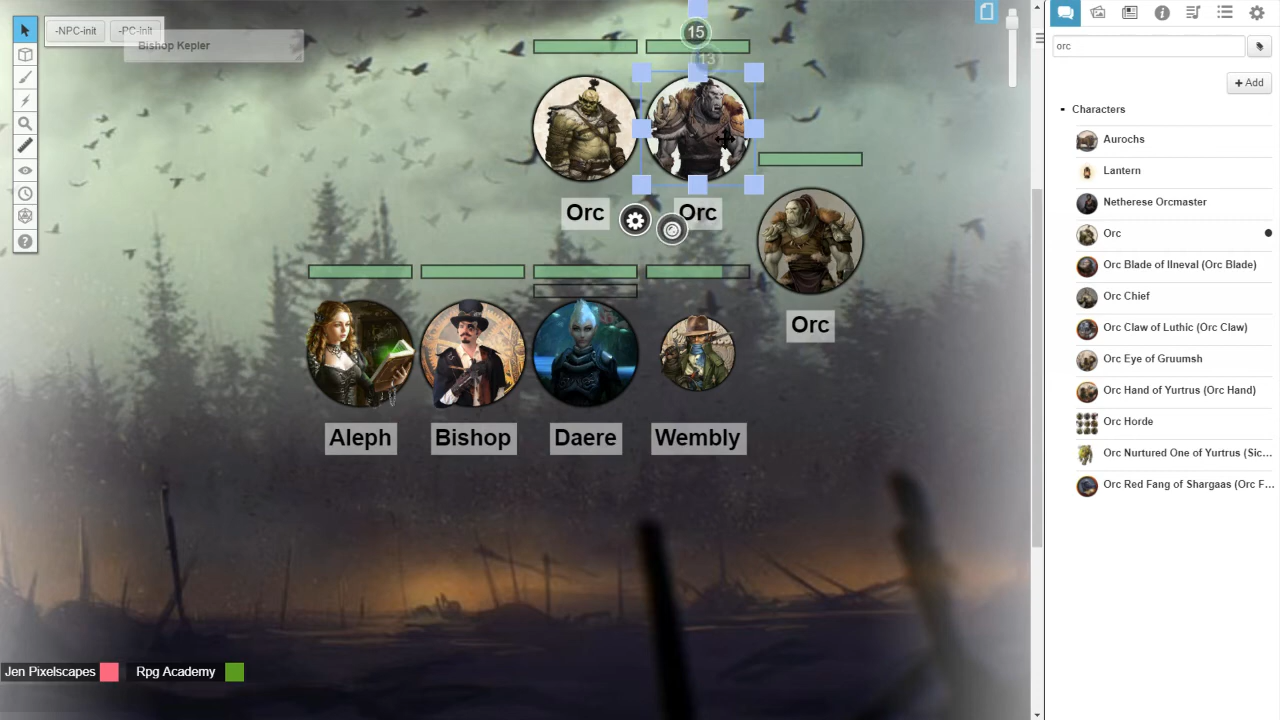 -NPC-init
-PC-init
Bishop Kepler
15
13
Orc
Orc
Orc
Aleph
Bishop
Daere
Wembly
Jen Pixelscapes
Rpg Academy
orc
+ Add
Characters
Aurochs
Lantern
Netherese Orcmaster
Orc
Orc Blade of Ilneval (Orc Blade)
Orc Chief
Orc Claw of Luthic (Orc Claw)
Orc Eye of Gruumsh
Orc Hand of Yurtrus (Orc Hand)
Orc Horde
Orc Nurtured One of Yurtrus (Sic...
Orc Red Fang of Shargaas (Orc F...